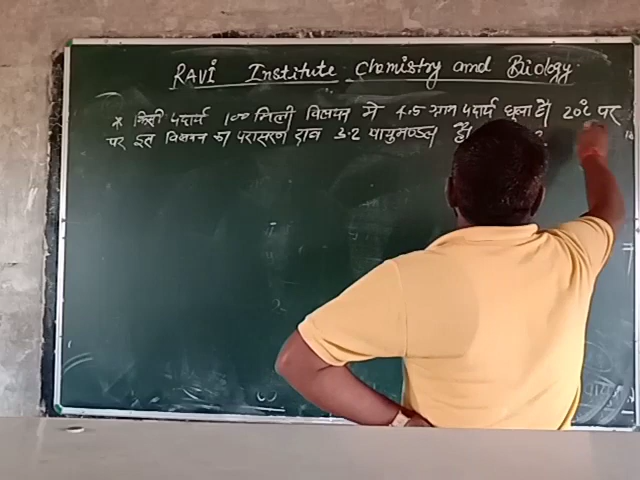 RAVI Institute Chemistry and Biology
* किसी पदार्थ 100 मिली विलयन मे 4.5 ग्राम पदार्थ घुला है। 20°C पर
पर इस विलयन का परासरण दाव 3.2 वायुमण्डल है।